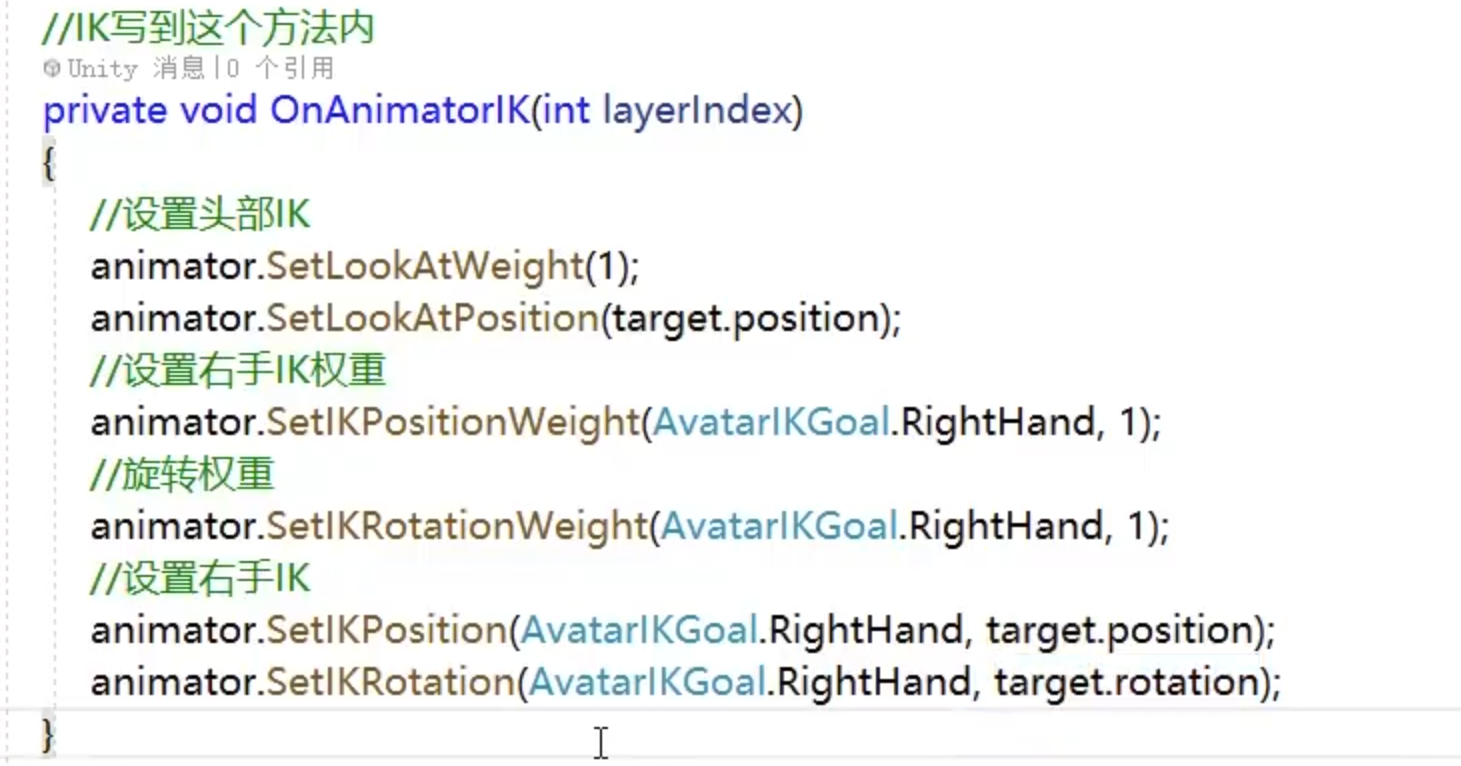 //IK写到这个方法内
Unity 消息|0 个引用
private void OnAnimatorIK(int layerIndex)
{
//设置头部IK
animator.SetLookAtWeight(1);
animator.SetLookAtPosition(target.position);
//设置右手IK权重
animator.SetIKPositionWeight(AvatarIKGoal.RightHand, 1);
//旋转权重
animator.SetIKRotationWeight(AvatarIKGoal.RightHand, 1);
//设置右手IK
animator.SetIKPosition(AvatarIKGoal.RightHand, target.position);
animator.SetIKRotation(AvatarIKGoal.RightHand, target.rotation);
}